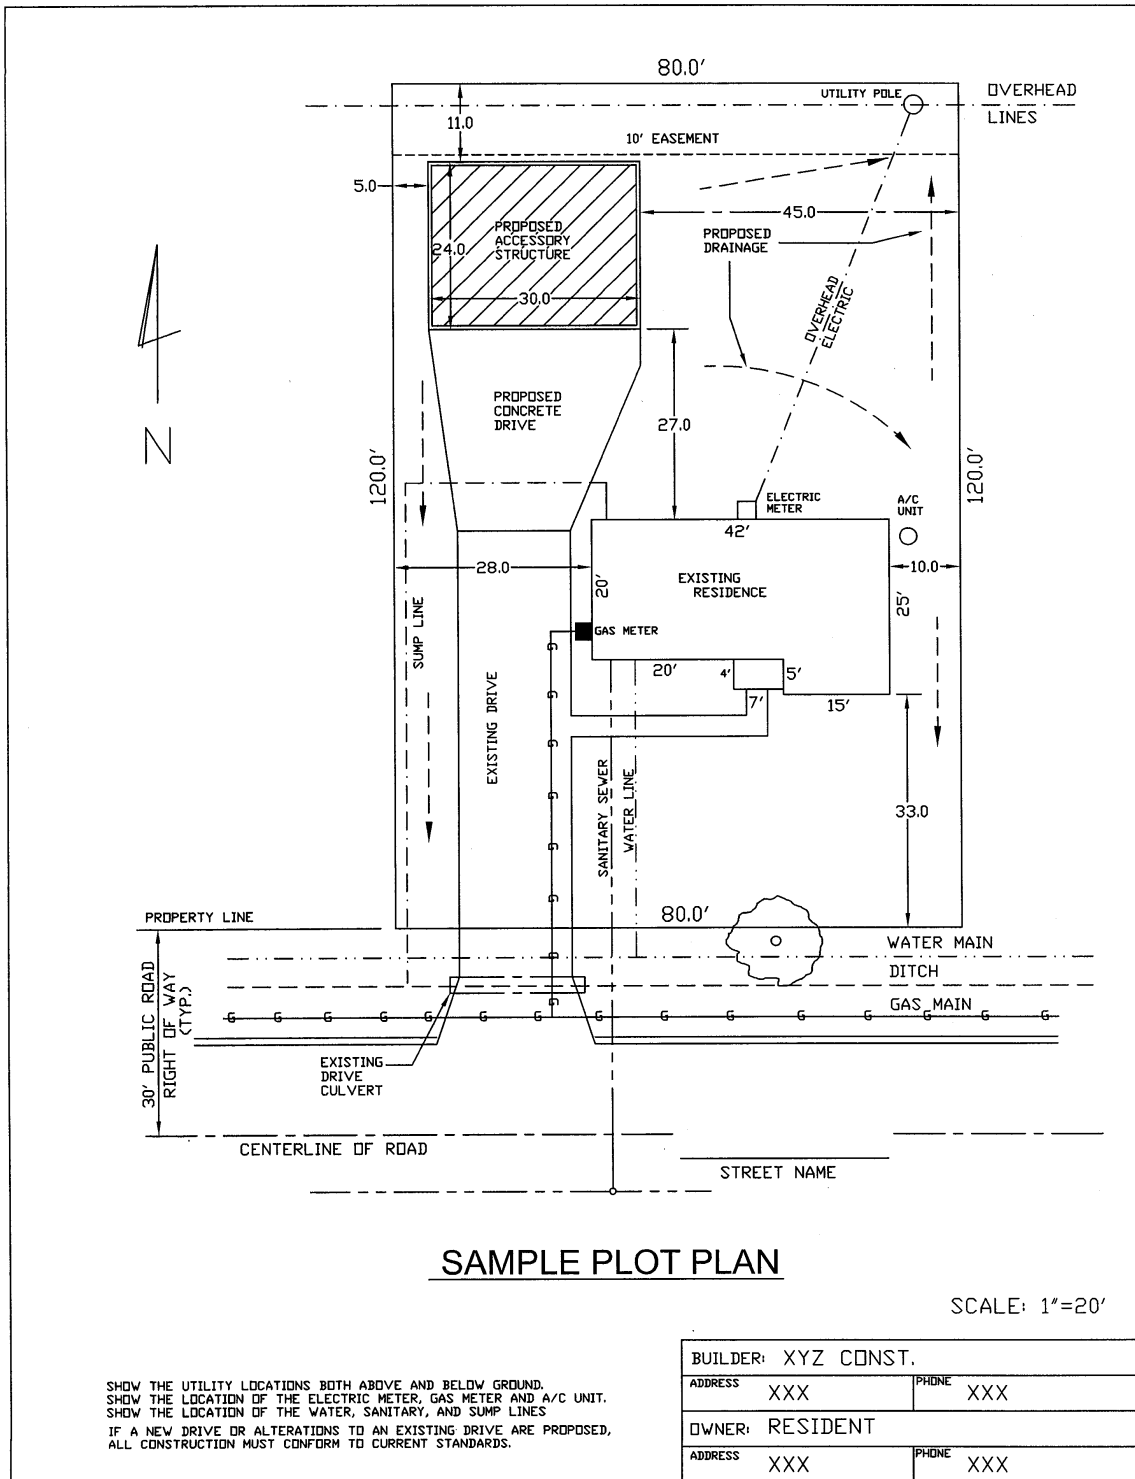 80.0'
UTILITY POLE
OVERHEAD
LINES
11.0
10' EASEMENT
5.0
45.0
PROPOSED
ACCESSORY
STRUCTURE
24.0
30.0
PROPOSED
DRAINAGE
OVERHEAD
ELECTRIC
PROPOSED
CONCRETE
DRIVE
27.0
N
120.0'
120.0'
ELECTRIC
METER
A/C
UNIT
42'
28.0
10.0
EXISTING
RESIDENCE
20'
25'
SUMP LINE
GAS METER
G
20'
4'
5'
7'
15'
G
EXISTING DRIVE
G
SANITARY SEWER
WATER LINE
G
33.0
G
G
80.0'
PROPERTY LINE
WATER MAIN
G
DITCH
30' PUBLIC ROAD
RIGHT OF WAY
(TYP.)
G
GAS MAIN
G G G G G G G G G G G G G
EXISTING
DRIVE
CULVERT
CENTERLINE OF ROAD
STREET NAME
SAMPLE PLOT PLAN
SCALE: 1"=20'
BUILDER: XYZ CONST.
ADDRESS XXX PHONE XXX
OWNER: RESIDENT
ADDRESS XXX PHONE XXX
SHOW THE UTILITY LOCATIONS BOTH ABOVE AND BELOW GROUND.
SHOW THE LOCATION OF THE ELECTRIC METER, GAS METER AND A/C UNIT.
SHOW THE LOCATION OF THE WATER, SANITARY, AND SUMP LINES
IF A NEW DRIVE OR ALTERATIONS TO AN EXISTING DRIVE ARE PROPOSED,
ALL CONSTRUCTION MUST CONFORM TO CURRENT STANDARDS.